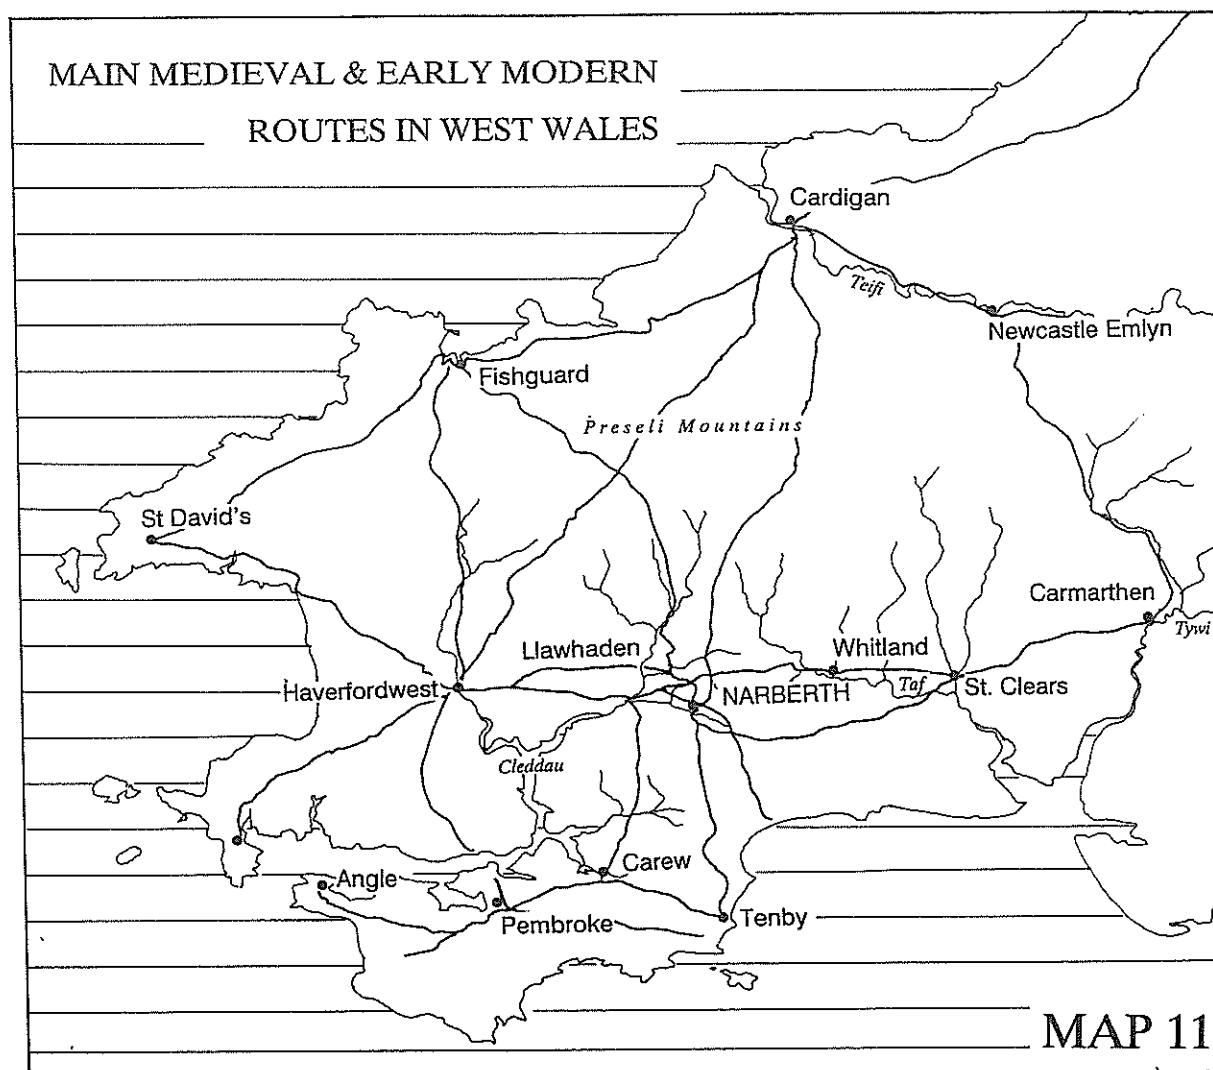 MAIN MEDIEVAL & EARLY MODERN
ROUTES IN WEST WALES
Cardigan
Teifi
Newcastle Emlyn
Fishguard
Preseli Mountains
St David's
Carmarthen
Tywi
Llawhaden
Whitland
Haverfordwest
NARBERTH
Taf
St. Clears
Cleddau
Carew
Angle
Pembroke
Tenby
MAP 11